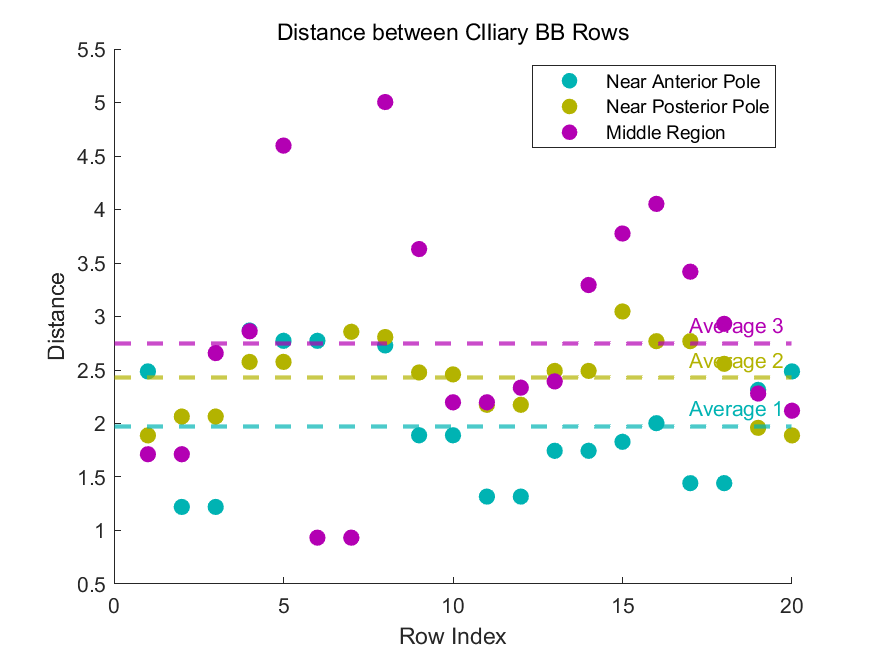 Distance between CIliary BB Rows
5.5
5
4.5
4
3.5
3
2.5
2
1.5
1
0.5
Distance
Near Anterior Pole
Near Posterior Pole
Middle Region
Average 3
Average 2
Average 1
0
5
10
15
20
Row Index